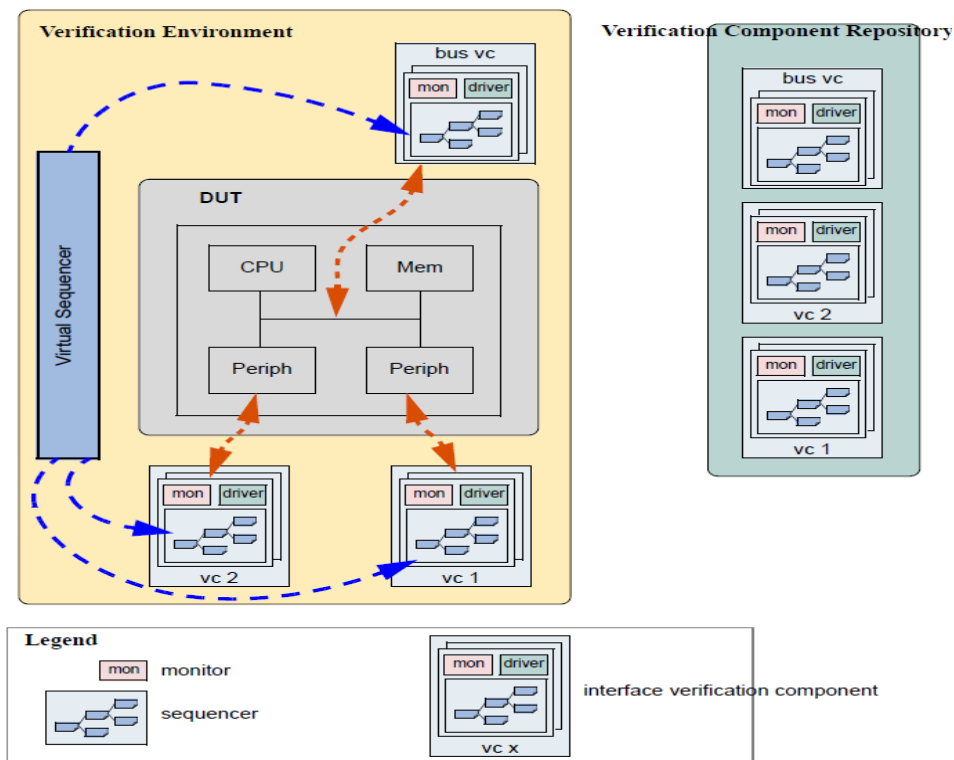 Verification Environment
Verification Component Repository
bus vc
mon driver
Virtual Sequencer
DUT
CPU
Mem
Periph
Periph
mon driver
vc 2
mon driver
vc 1
bus vc
mon driver
mon driver
vc 2
mon driver
vc 1
Legend
mon monitor
sequencer
mon driver
vc x
interface verification component